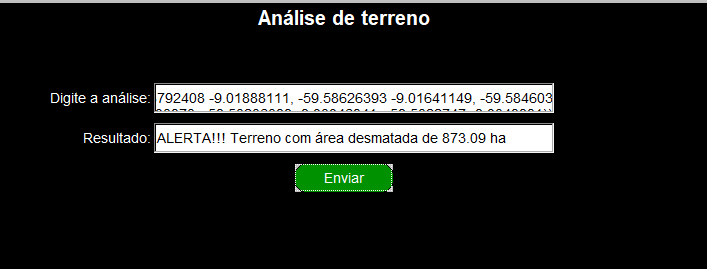 Análise de terreno
Digite a análise:
792408 -9.01888111, -59.58626393 -9.01641149, -59.584603
Resultado:
ALERTA!!! Terreno com área desmatada de 873.09 ha
Enviar